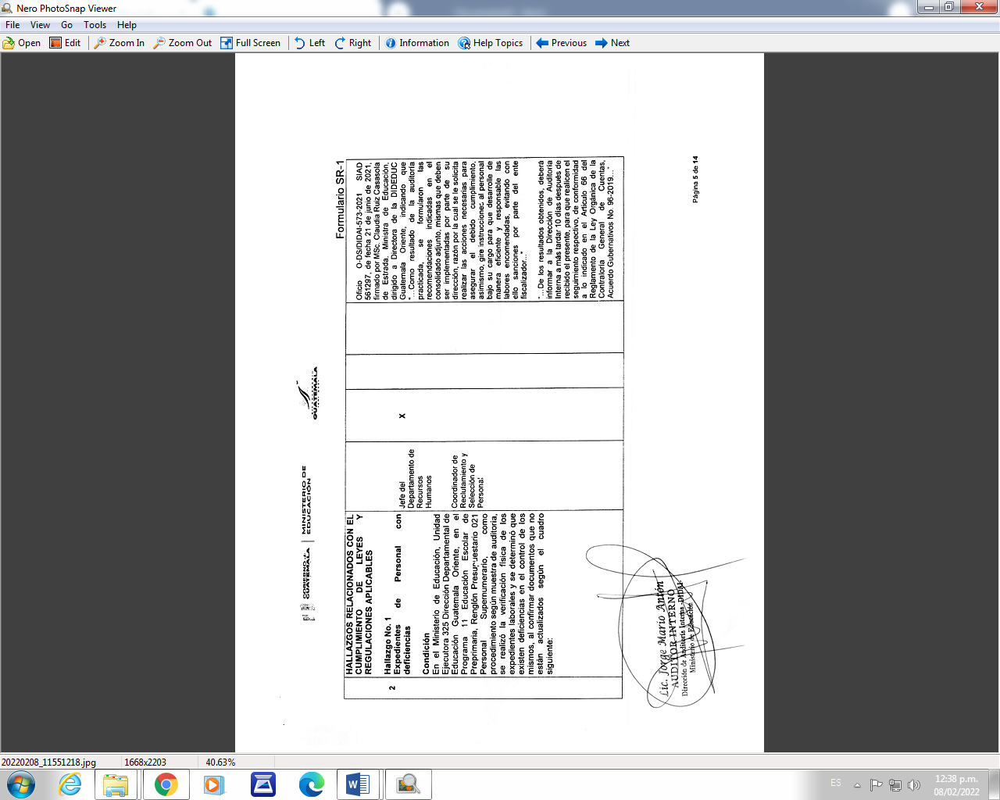 Nero PhotoSnap Viewer
File View Go Tools Help
Open Edit Zoom In Zoom Out Full Screen Left Right Information Help Topics Previous Next
GOBIERNO DE
GUATEMALA
MINISTERIO DE
EDUCACIÓN
GUATEMALA
Formulario SR-1
2
HALLAZGOS RELACIONADOS CON EL
CUMPLIMIENTO DE LEYES Y
REGULACIONES APLICABLES
Hallazgo No. 1
Expedientes de Personal con
deficiencias
Condición
En el Ministerio de Educación, Unidad
Ejecutora 325 Dirección Departamental de
Educación Guatemala Oriente, en el
Programa 11 Educación Escolar de
Preprimaria, Renglón Presupuestario 021
Personal Supernumerario, como
procedimiento según muestra de auditoría,
se realizó la verificación física de los
expedientes laborales y se determinó que
existen deficiencias en el control de los
mismos, al confirmar documentos que no
están actualizados según el cuadro
siguiente:
Jefe del
Departamento de
Recursos
Humanos
Coordinador de
Reclutamiento y
Selección de
Personal
X
Oficio O-DS/DIDAI-573-2021 SIAD
561297, de fecha 21 de junio de 2021,
firmado por MSc. Claudia Ruiz Casasola
de Estrada, Ministra de Educación,
dirigido a Directora de la DIDEDUC
Guatemala Oriente, indicando que
"...Como resultado de la auditoría
practicada, se formularon las
recomendaciones indicadas en el
consolidado adjunto, mismas que deben
ser implementadas por parte de su
dirección, razón por la cual se le solicita
realizar las acciones necesarias para
asegurar el debido cumplimiento,
asimismo, gire instrucciones al personal
bajo su cargo para que desarrolle de
manera eficiente y responsable las
labores encomendadas, evitando con
ello sanciones por parte del ente
fiscalizador..."
"...De los resultados obtenidos, deberá
informar a la Dirección de Auditoría
Interna a más tardar 10 días después de
recibido el presente, para que realicen el
seguimiento respectivo, de conformidad
a lo indicado en el Artículo 66 del
Reglamento de la Ley Orgánica de la
Contraloría General de Cuentas,
Acuerdo Gubernativos No. 96-2019..."
Lic. Jorge Mario Antón
AUDITOR INTERNO
Dirección de Auditoría Interna -DIDAI-
Ministerio de Educación
Página 5 de 14
20220208_11551218.jpg 1668x2203 40.63%
ES
12:38 p.m.
08/02/2022